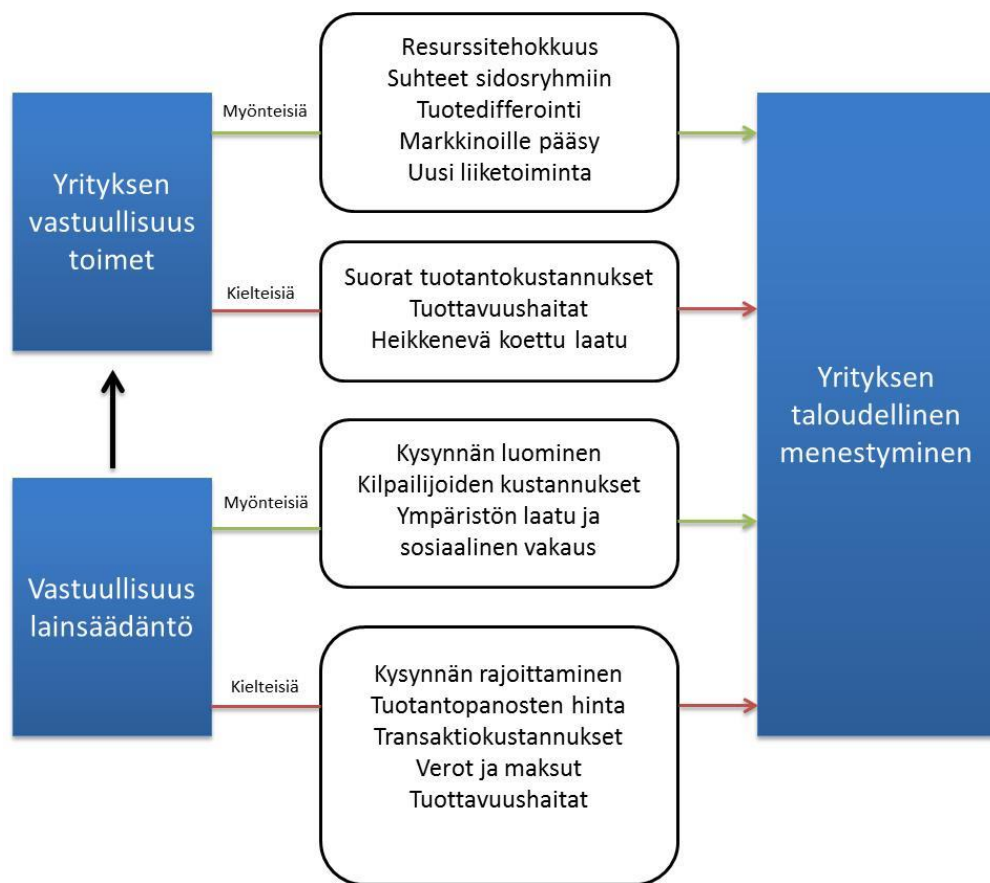 Yrityksen
vastuullisuus
toimet
Myönteisiä
Resurssitehokkuus
Suhteet sidosryhmiin
Tuotedifferointi
Markkinoille pääsy
Uusi liiketoiminta
Kielteisiä
Suorat tuotantokustannukset
Tuottavuushaitat
Heikkenevä koettu laatu
Vastuullisuus
lainsäädäntö
Myönteisiä
Kysynnän luominen
Kilpailijoiden kustannukset
Ympäristön laatu ja
sosiaalinen vakaus
Kielteisiä
Kysynnän rajoittaminen
Tuotantopanosten hinta
Transaktiokustannukset
Verot ja maksut
Tuottavuushaitat
Yrityksen
taloudellinen
menestyminen